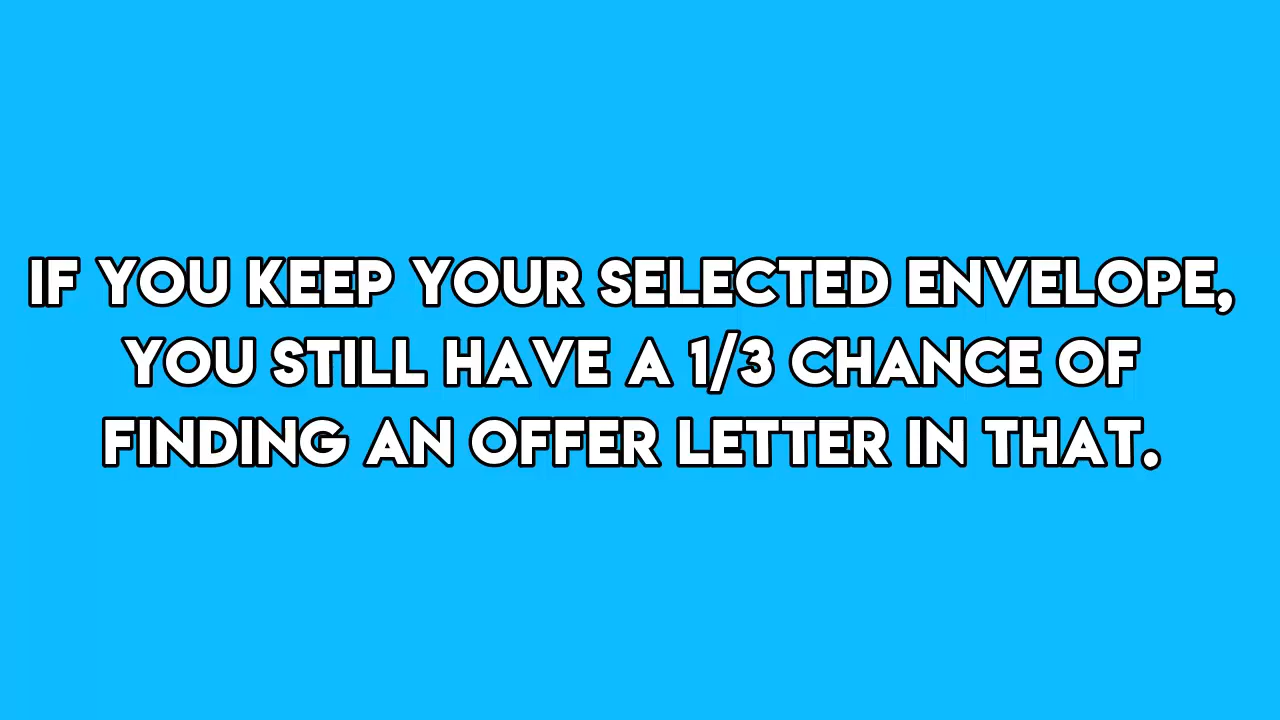 IF YOU KEEP YOUR SELECTED ENVELOPE,
YOU STILL HAVE A 1/3 CHANCE OF
FINDING AN OFFER LETTER IN THAT.